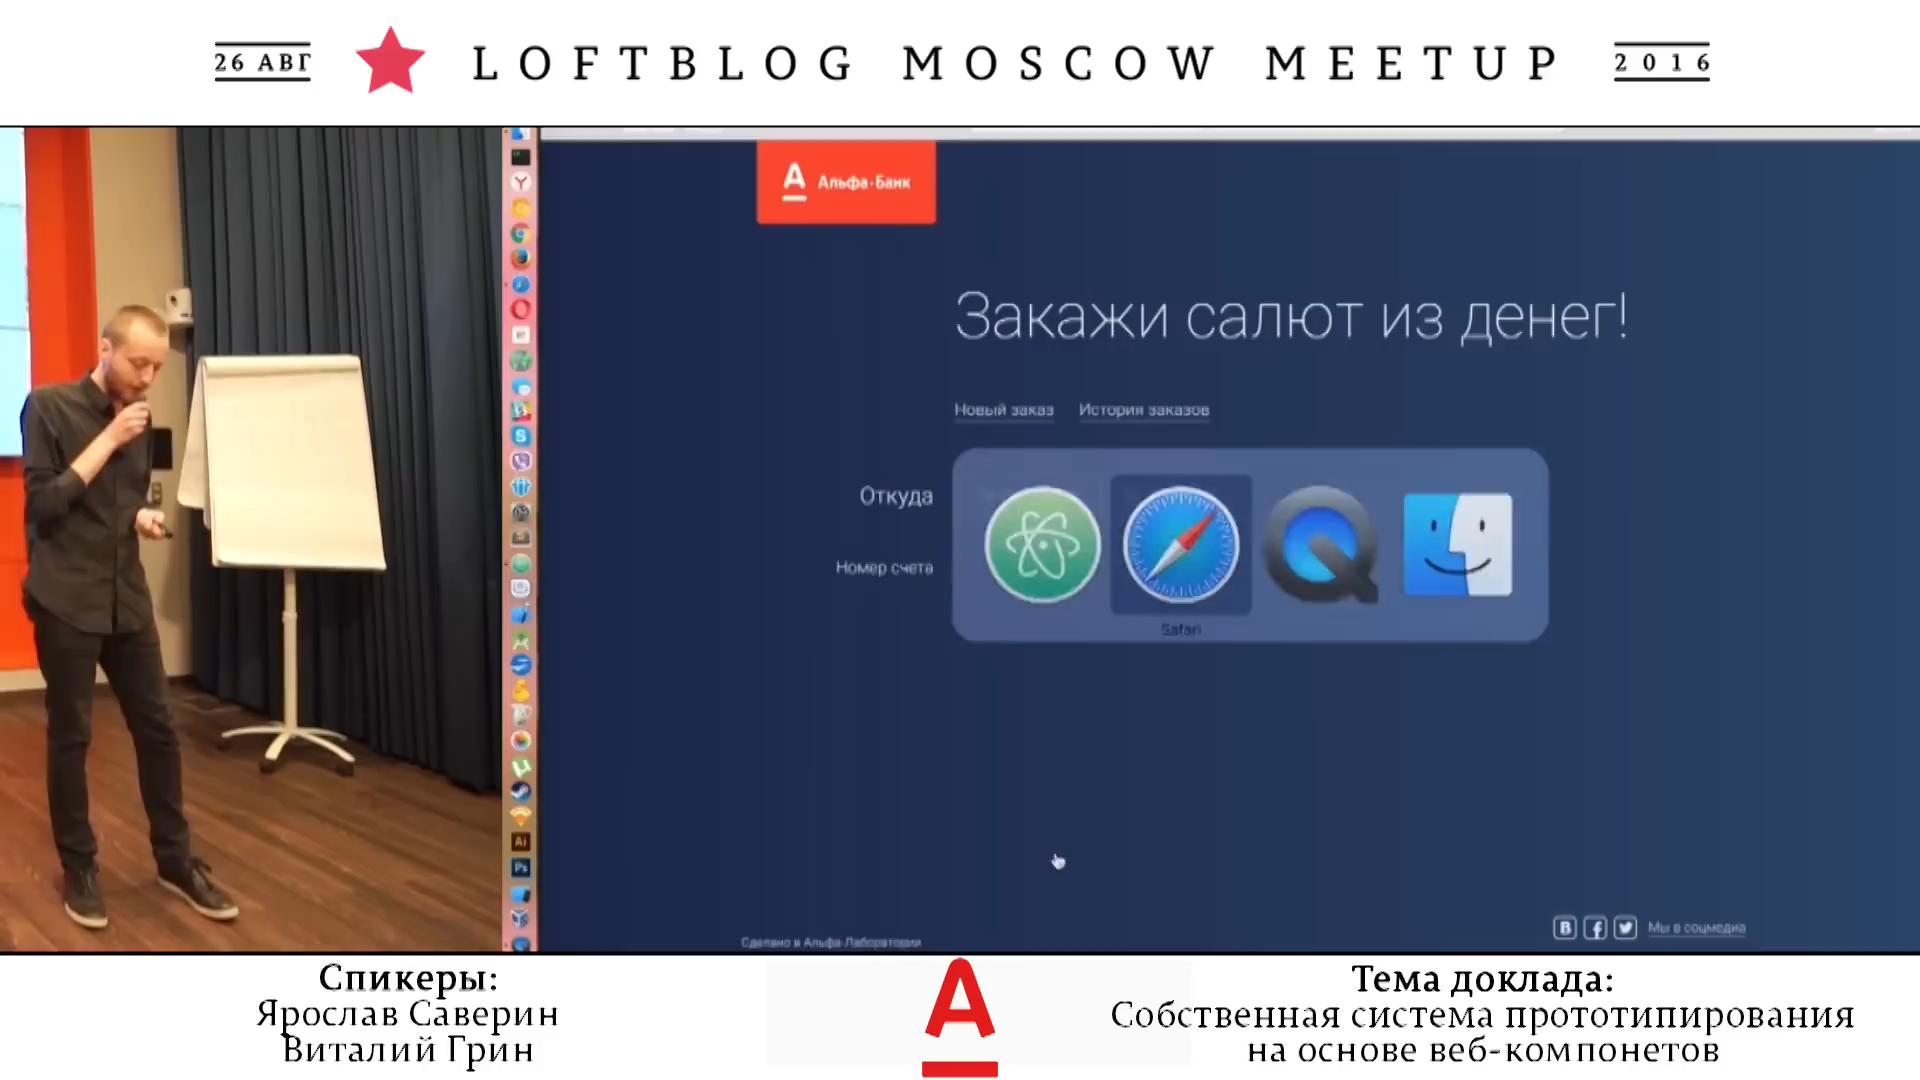 26 АВГ
LOFTBLOG MOSCOW MEETUP
2016
Альфа·Банк
Закажи салют из денег!
Новый заказ
История заказов
Откуда
Номер счета
Safari
Ai
Ps
Сделано в Альфа-Лаборатории
Мы в соцмедиа
Спикеры:
Ярослав Саверин
Виталий Грин
Тема доклада:
Собственная система прототипирования
на основе веб-компонетов